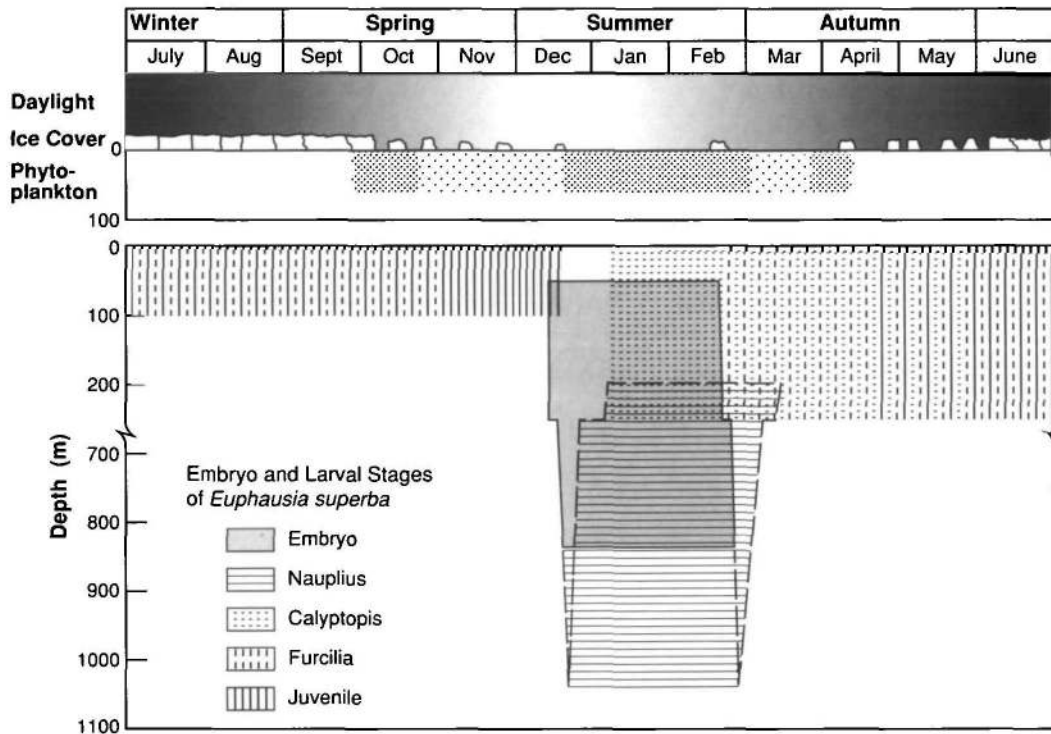 Winter Spring Summer Autumn
July Aug Sept Oct Nov Dec Jan Feb Mar April May June
Daylight
Ice Cover
0
Phyto-
plankton
100
0
100
200
Depth (m)
700
800
900
1000
1100
Embryo and Larval Stages
of Euphausia superba
Embryo
Nauplius
Calyptopis
Furcilia
Juvenile